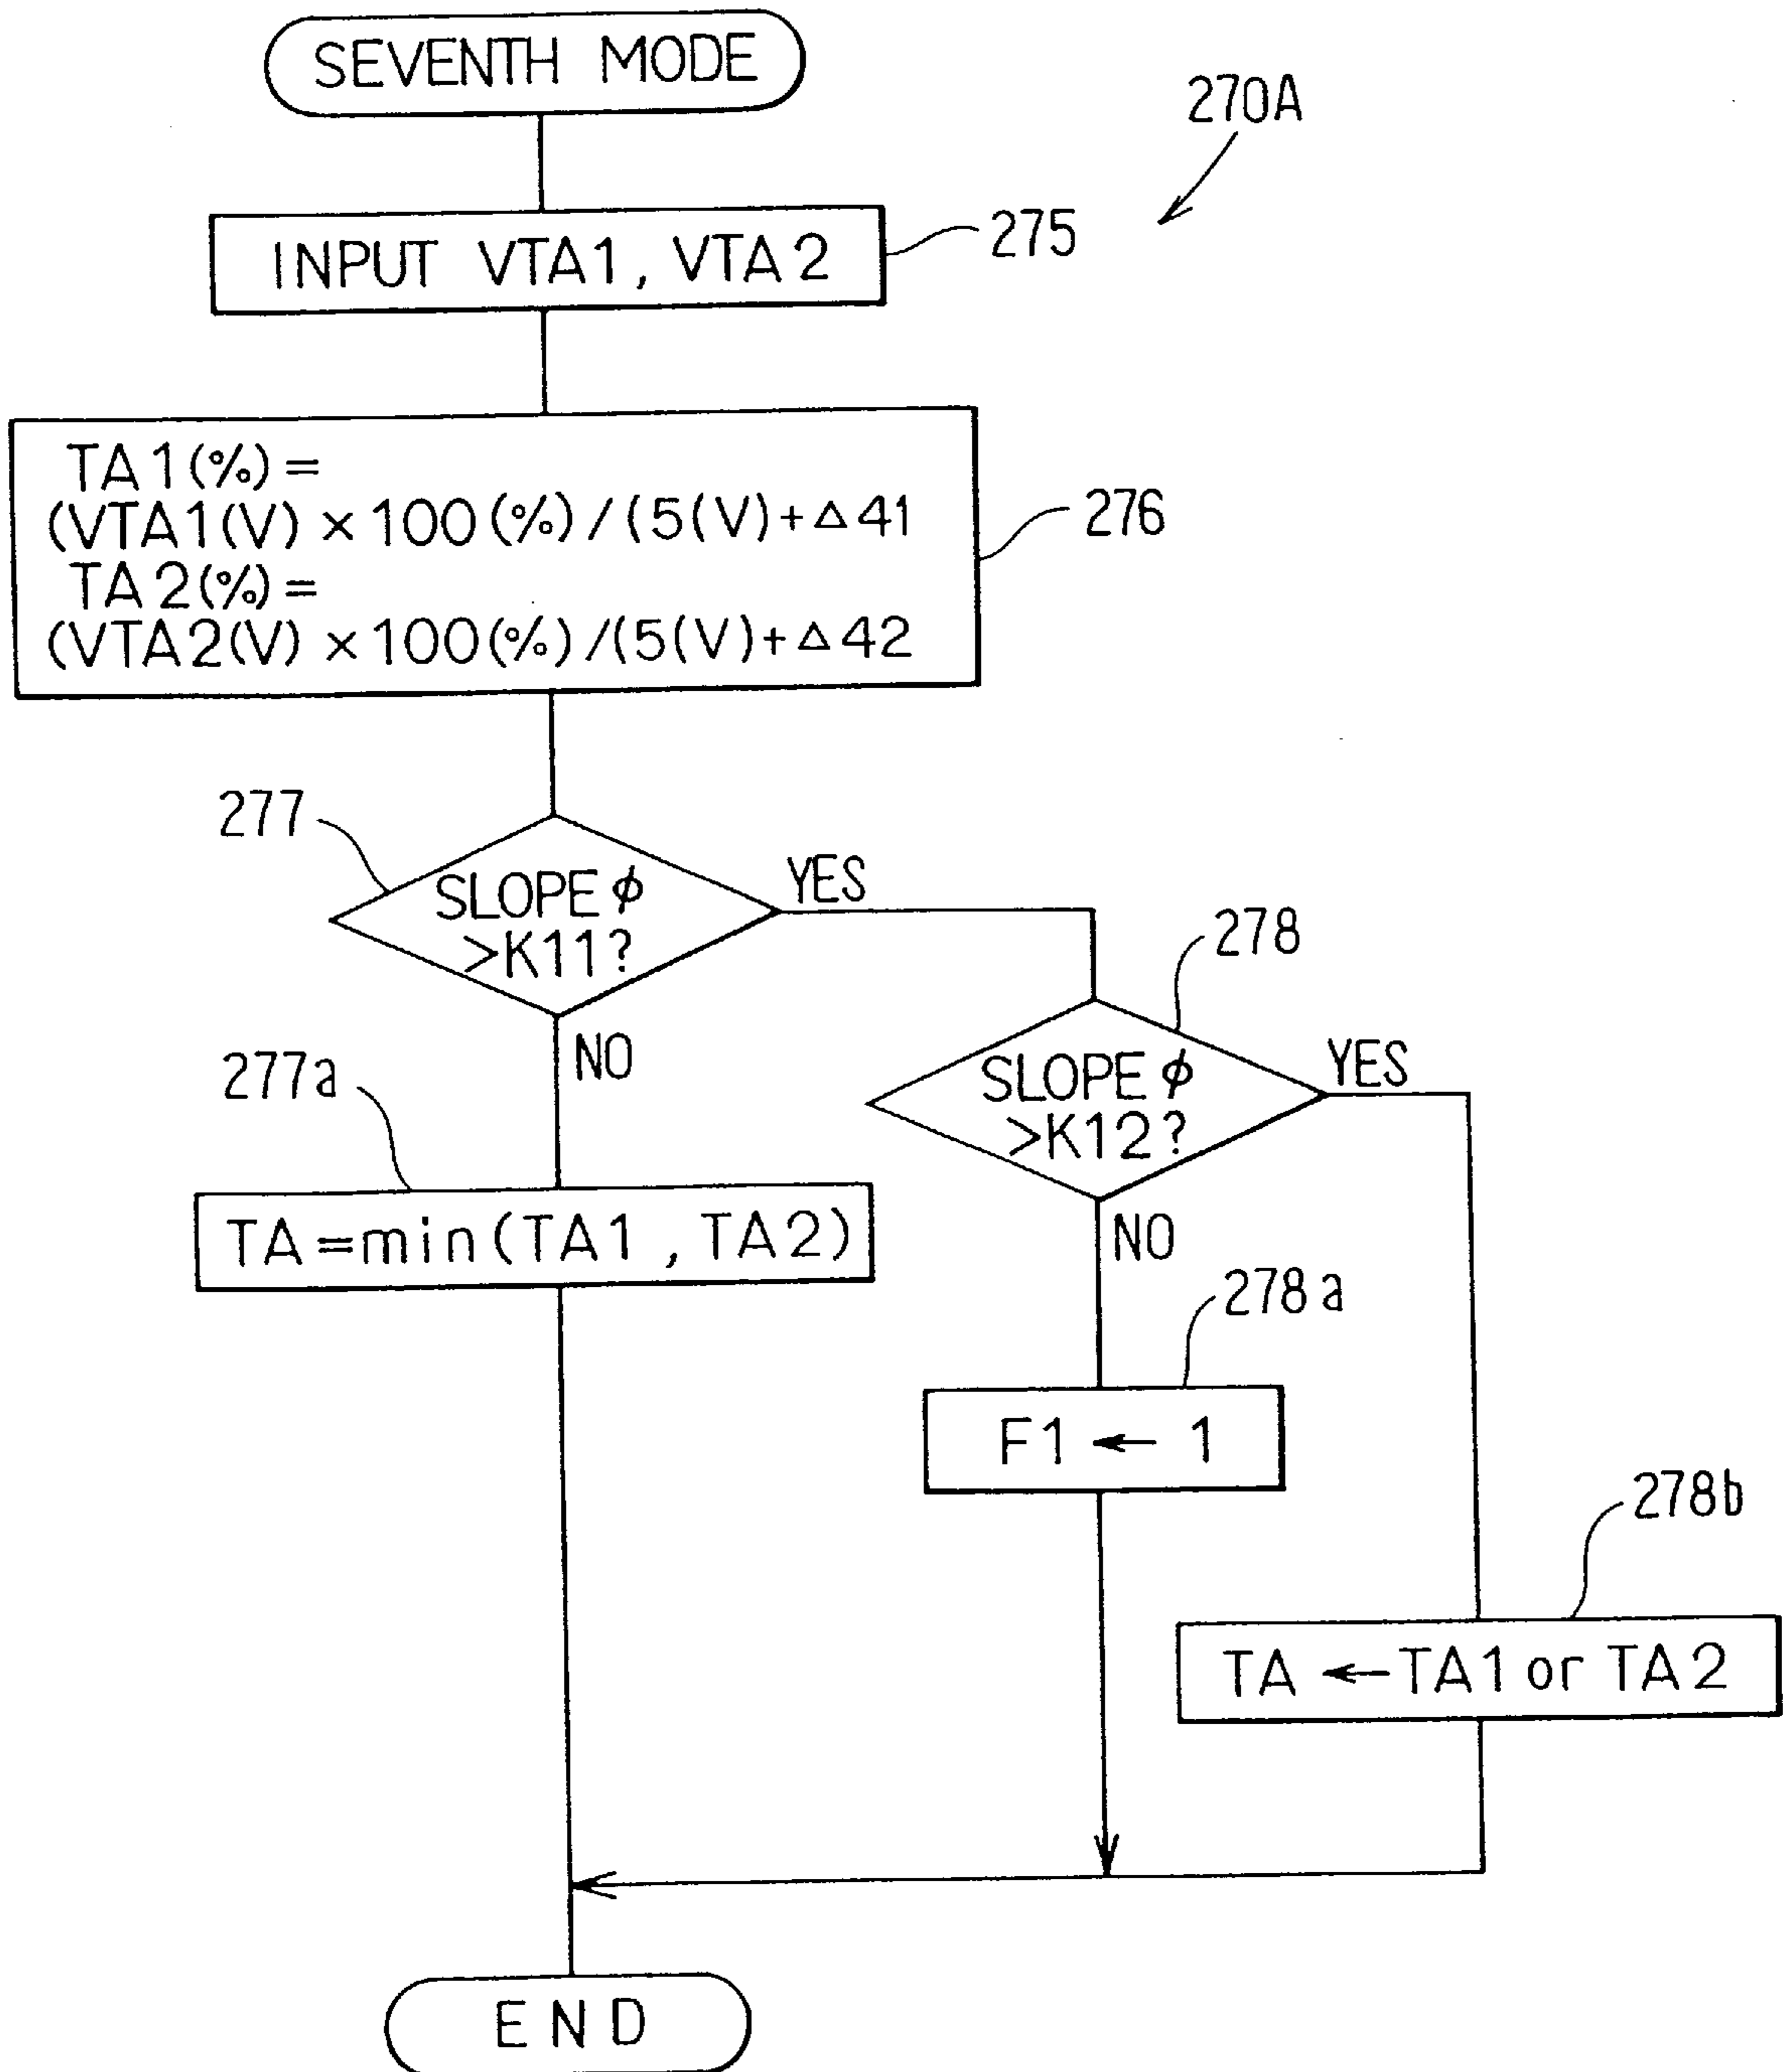 SEVENTH MODE
270A
INPUT VTA1, VTA2
275
TA1(%)=
(VTA1(V)×100(%)/(5(V)+Δ41
TA2(%)=
(VTA2(V)×100(%)/(5(V)+Δ42
276
277
SLOPE φ
>K11?
YES
NO
278
SLOPE φ
>K12?
YES
NO
277a
TA=min(TA1, TA2)
278a
F1 ← 1
278b
TA ← TA1 or TA2
END